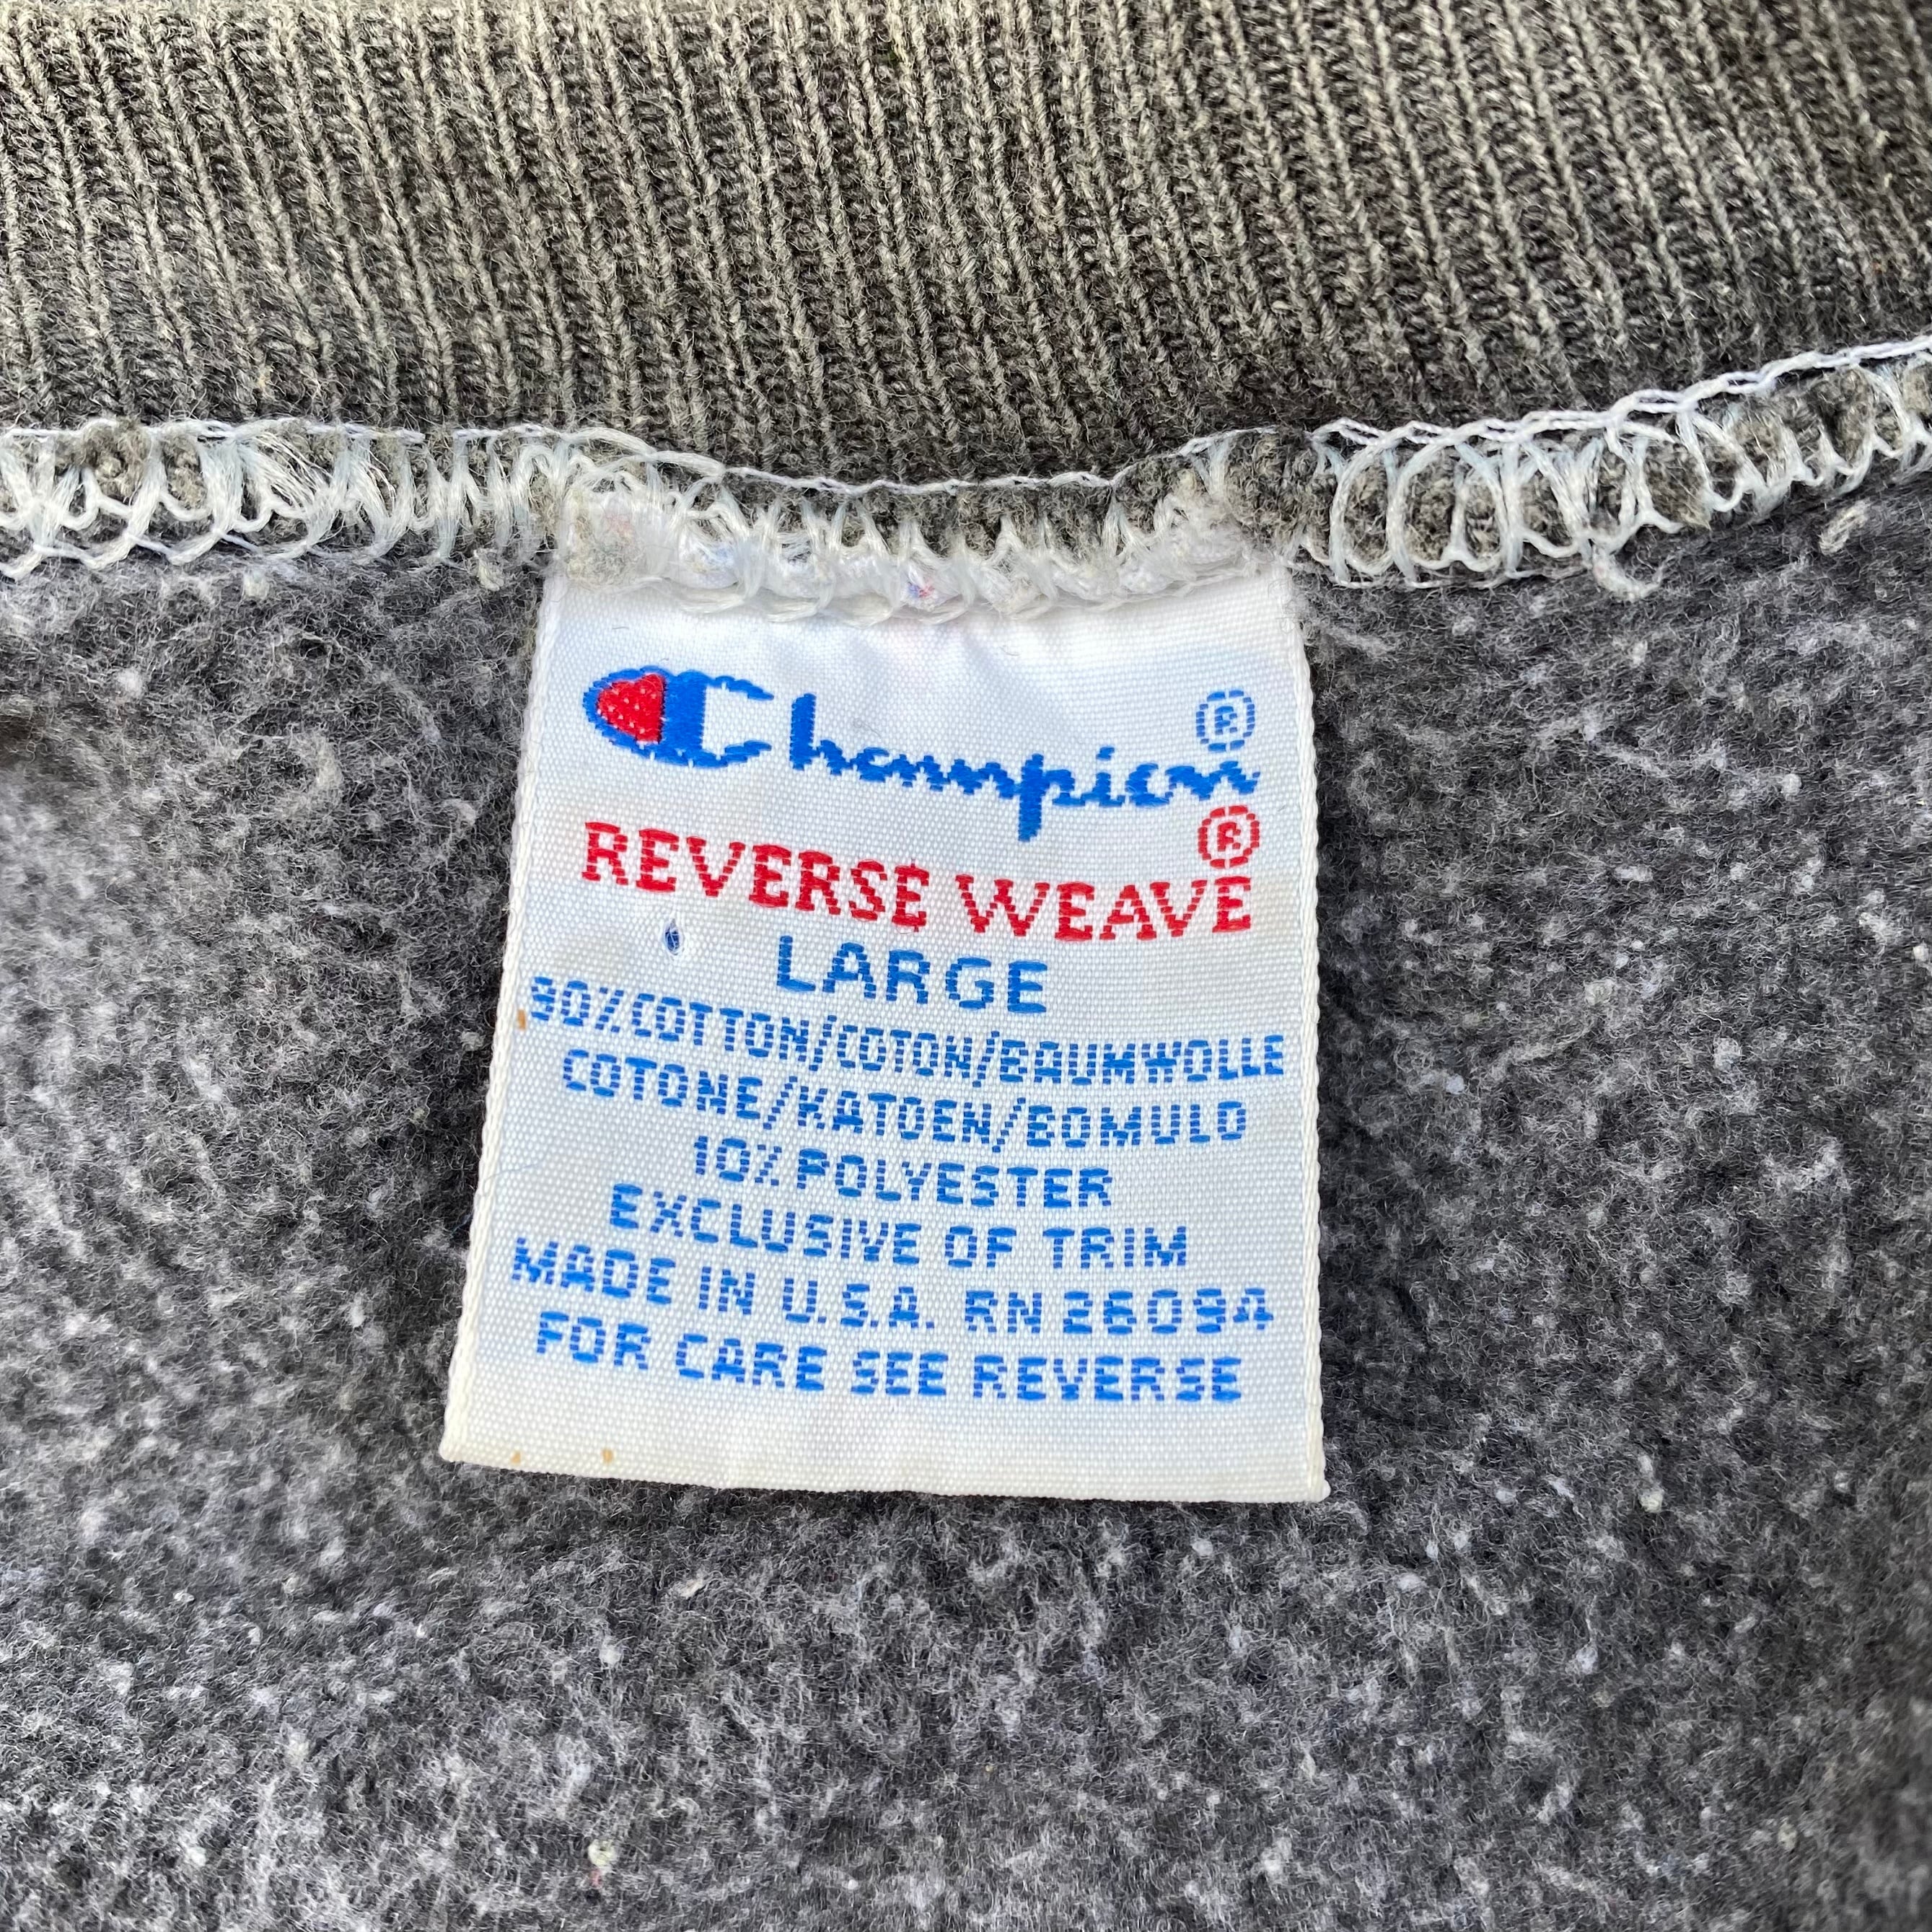 Champion ®
REVERSE WEAVE ®
LARGE
90% COTTON/COTON/BAUMWOLLE
COTONE/KATOEN/BOMULD
10% POLYESTER
EXCLUSIVE OF TRIM
MADE IN U.S.A. RN 26094
FOR CARE SEE REVERSE